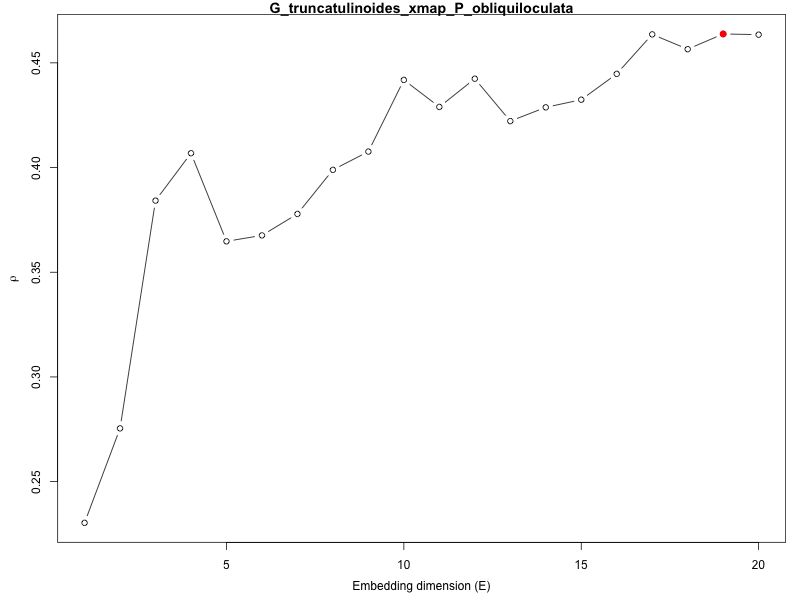 G_truncatulinoides_xmap_P_obliquiloculata
0.45
0.40
0.35
0.30
0.25
ρ
5 10 15 20
Embedding dimension (E)